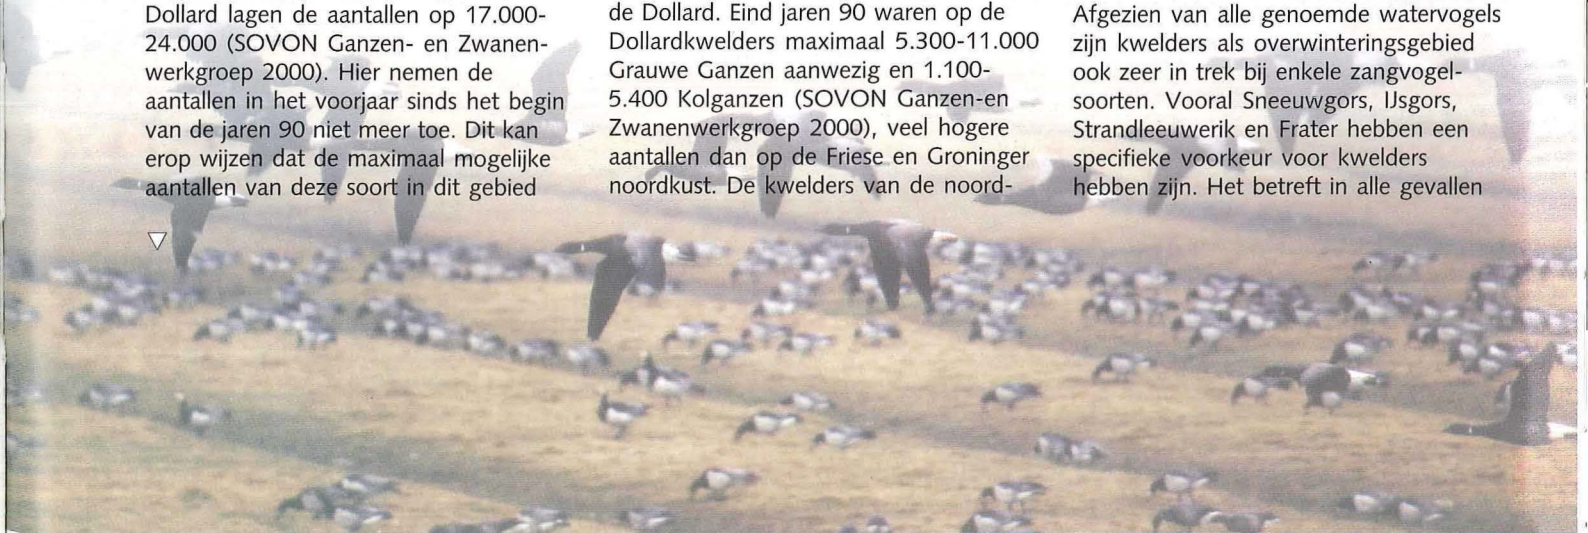 Dollard lagen de aantallen op 17.000-
24.000 (SOVON Ganzen- en Zwanen-
werkgroep 2000). Hier nemen de
aantallen in het voorjaar sinds het begin
van de jaren 90 niet meer toe. Dit kan
erop wijzen dat de maximaal mogelijke
aantallen van deze soort in dit gebied
de Dollard. Eind jaren 90 waren op de
Dollardkwelders maximaal 5.300-11.000
Grauwe Ganzen aanwezig en 1.100-
5.400 Kolganzen (SOVON Ganzen-en
Zwanenwerkgroep 2000), veel hogere
aantallen dan op de Friese en Groninger
noordkust. De kwelders van de noord-
Afgezien van alle genoemde watervogels
zijn kwelders als overwinteringsgebied
ook zeer in trek bij enkele zangvogel-
soorten. Vooral Sneeuwgors, IJsgors,
Strandleeuwerik en Frater hebben een
specifieke voorkeur voor kwelders
hebben zijn. Het betreft in alle gevallen